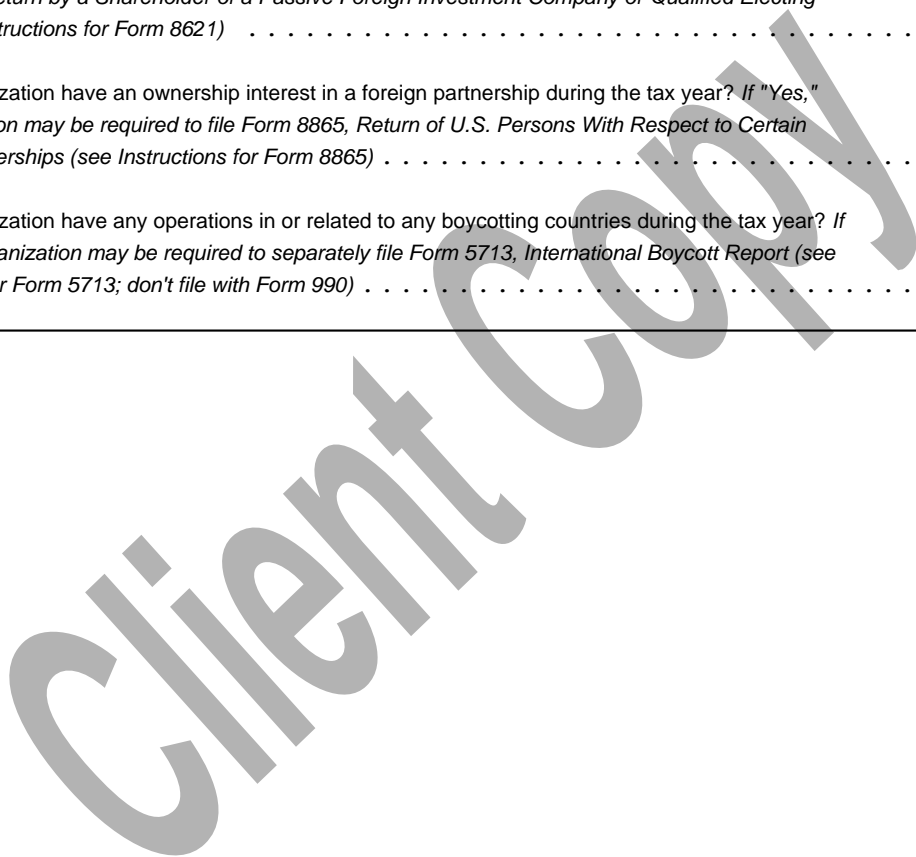 eturn by a Shareholder of a Passive Foreign Investment Company or Qualified Electing
tructions for Form 8621) . . . . . . . . . . . . . . . . . . . . . . . . . . . . . . . . . . .
zation have an ownership interest in a foreign partnership during the tax year? If "Yes,"
on may be required to file Form 8865, Return of U.S. Persons With Respect to Certain
erships (see Instructions for Form 8865) . . . . . . . . . . . . . . . . . . . . . . . . . . . .
zation have any operations in or related to any boycotting countries during the tax year? If
anization may be required to separately file Form 5713, International Boycott Report (see
r Form 5713; don't file with Form 990) . . . . . . . . . . . . . . . . . . . . . . . . . . . . .
Client Copy